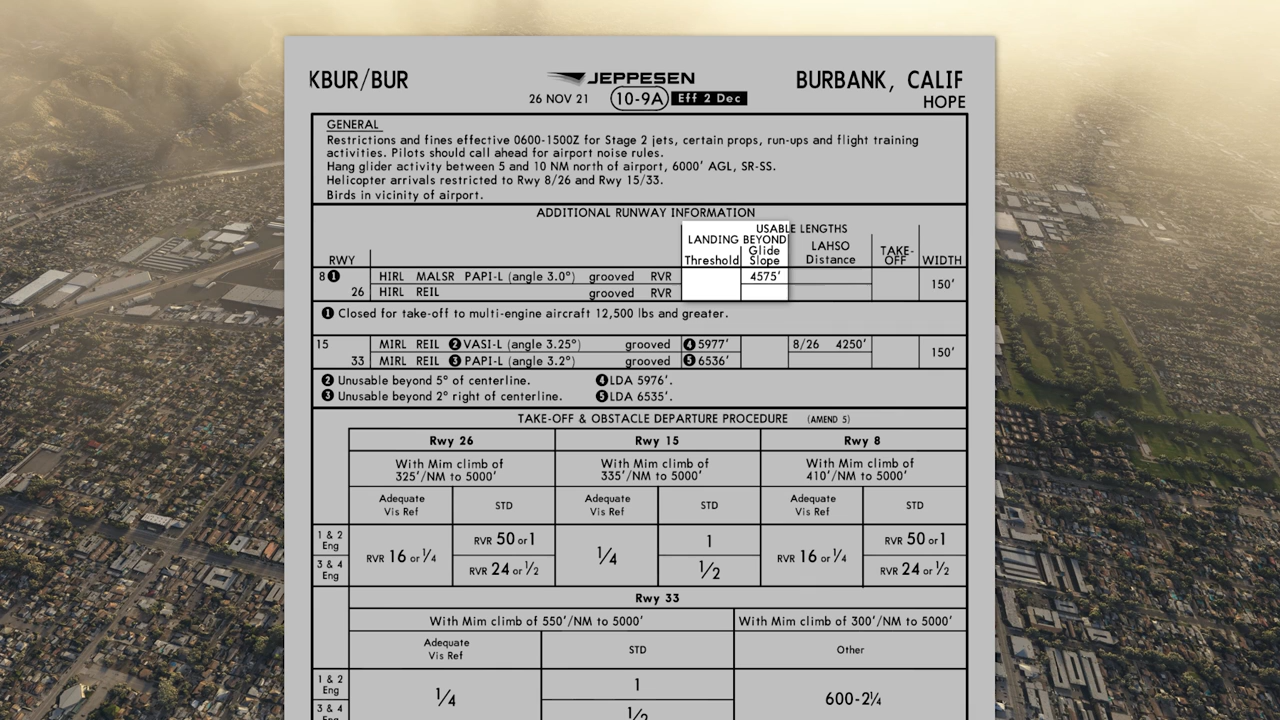 KBUR/BUR
JEPPESEN
BURBANK, CALIF
26 NOV 21 10-9A Eff 2 Dec
HOPE
GENERAL
Restrictions and fines effective 0600-1500Z for Stage 2 jets, certain props, run-ups and flight training
activities. Pilots should call ahead for airport noise rules.
Hang glider activity between 5 and 10 NM north of airport, 6000' AGL, SR-SS.
Helicopter arrivals restricted to Rwy 8/26 and Rwy 15/33.
Birds in vicinity of airport.
ADDITIONAL RUNWAY INFORMATION
USABLE LENGTHS
LANDING BEYOND
RWY Threshold Glide Slope LAHSO Distance TAKE-OFF WIDTH
8 1 HIRL MALSR PAPI-L (angle 3.0°) grooved RVR 4575'
26 HIRL REIL grooved RVR 150'
1 Closed for take-off to multi-engine aircraft 12,500 lbs and greater.
15 MIRL REIL 2 VASI-L (angle 3.25°) grooved 4 5977' 8/26 4250'
33 MIRL REIL 3 PAPI-L (angle 3.2°) grooved 5 6536' 150'
2 Unusable beyond 5° of centerline. 4 LDA 5976'.
3 Unusable beyond 2° right of centerline. 5 LDA 6535'.
TAKE-OFF & OBSTACLE DEPARTURE PROCEDURE (AMEND 5)
Rwy 26 Rwy 15 Rwy 8
With Mim climb of With Mim climb of With Mim climb of
325'/NM to 5000' 335'/NM to 5000' 410'/NM to 5000'
Adequate Vis Ref STD Adequate Vis Ref STD Adequate Vis Ref STD
1 & 2 Eng RVR 16 or 1/4 RVR 50 or 1 1/4 1 RVR 16 or 1/4 RVR 50 or 1
3 & 4 Eng RVR 24 or 1/2 1/2 RVR 24 or 1/2
Rwy 33
With Mim climb of 550'/NM to 5000' With Mim climb of 300'/NM to 5000'
Adequate Vis Ref STD Other
1 & 2 Eng 1/4 1 600-2 1/4
3 & 4 1/2